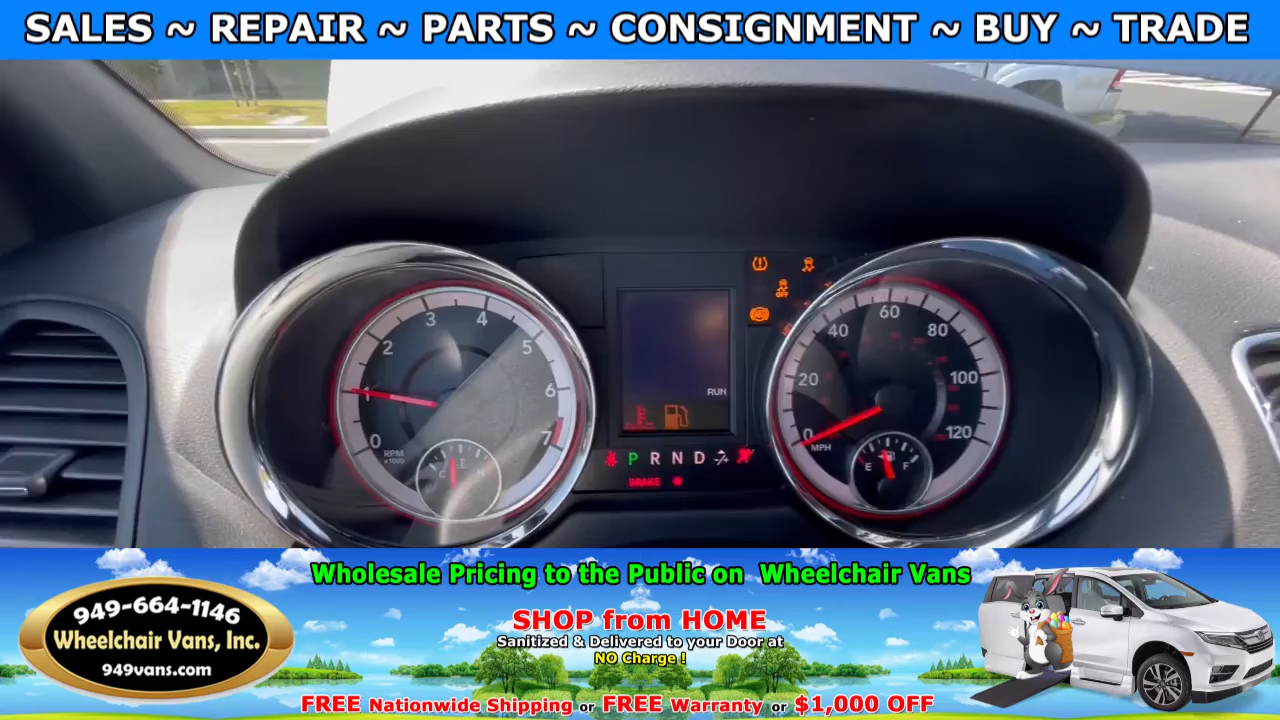 SALES ~ REPAIR ~ PARTS ~ CONSIGNMENT ~ BUY ~ TRADE
0 1 2 3 4 5 6 7
RPM
x1000
C H
OFF
RUN
P R N D
BRAKE
0 20 40 60 80 100 120
MPH
E F
Wholesale Pricing to the Public on Wheelchair Vans
949-664-1146
Wheelchair Vans, Inc.
949vans.com
SHOP from HOME
Sanitized & Delivered to your Door at
NO Charge !
FREE Nationwide Shipping or FREE Warranty or $1,000 OFF